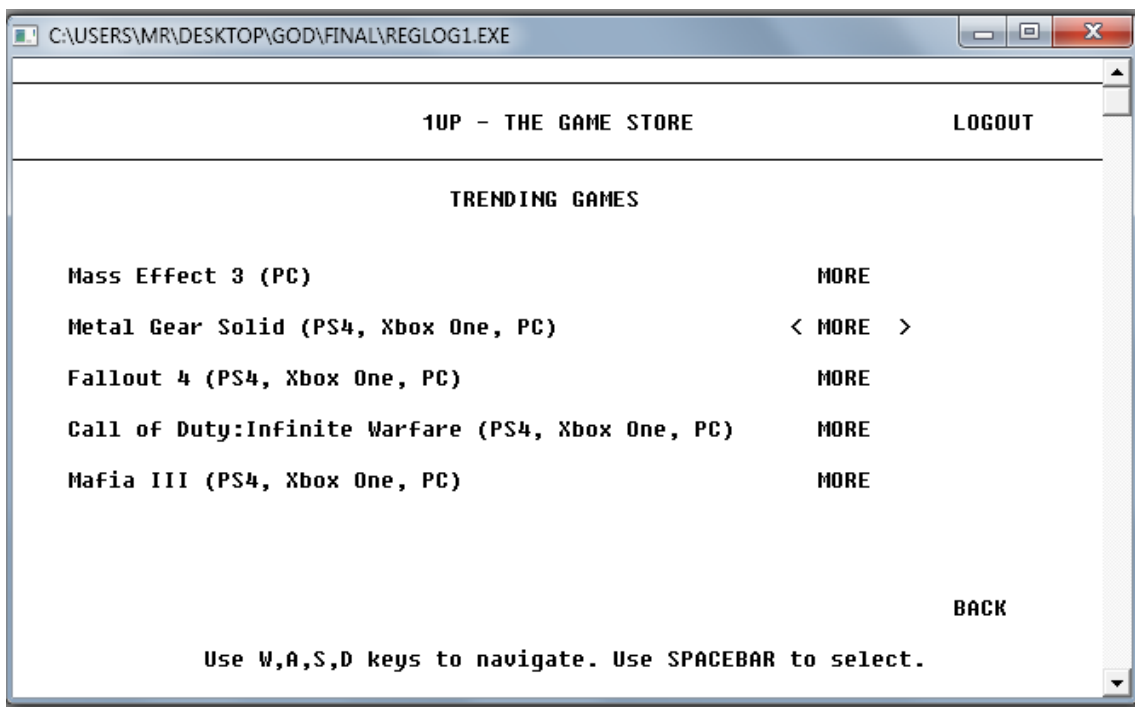 C:\USERS\MR\DESKTOP\GOD\FINAL\REGLOG1.EXE
1UP - THE GAME STORE LOGOUT
TRENDING GAMES
Mass Effect 3 (PC) MORE
Metal Gear Solid (PS4, Xbox One, PC) < MORE >
Fallout 4 (PS4, Xbox One, PC) MORE
Call of Duty:Infinite Warfare (PS4, Xbox One, PC) MORE
Mafia III (PS4, Xbox One, PC) MORE
BACK
Use W,A,S,D keys to navigate. Use SPACEBAR to select.